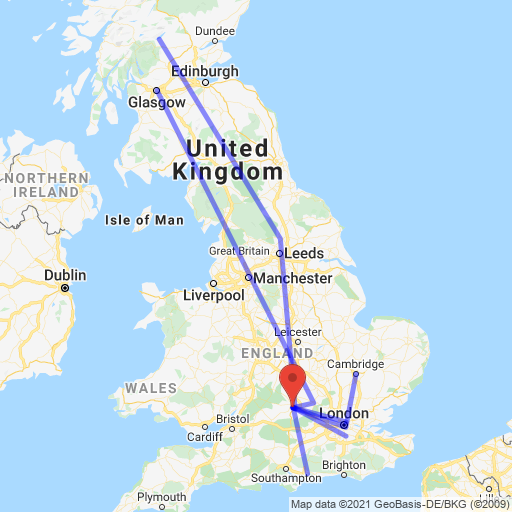 Dundee
Edinburgh
Glasgow
United
Kingdom
NORTHERN
IRELAND
Isle of Man
Great Britain
Leeds
Dublin
Manchester
Liverpool
Leicester
ENGLAND
Cambridge
WALES
London
Bristol
Cardiff
Southampton
Brighton
Plymouth
Map data ©2021 GeoBasis-DE/BKG (©2009)